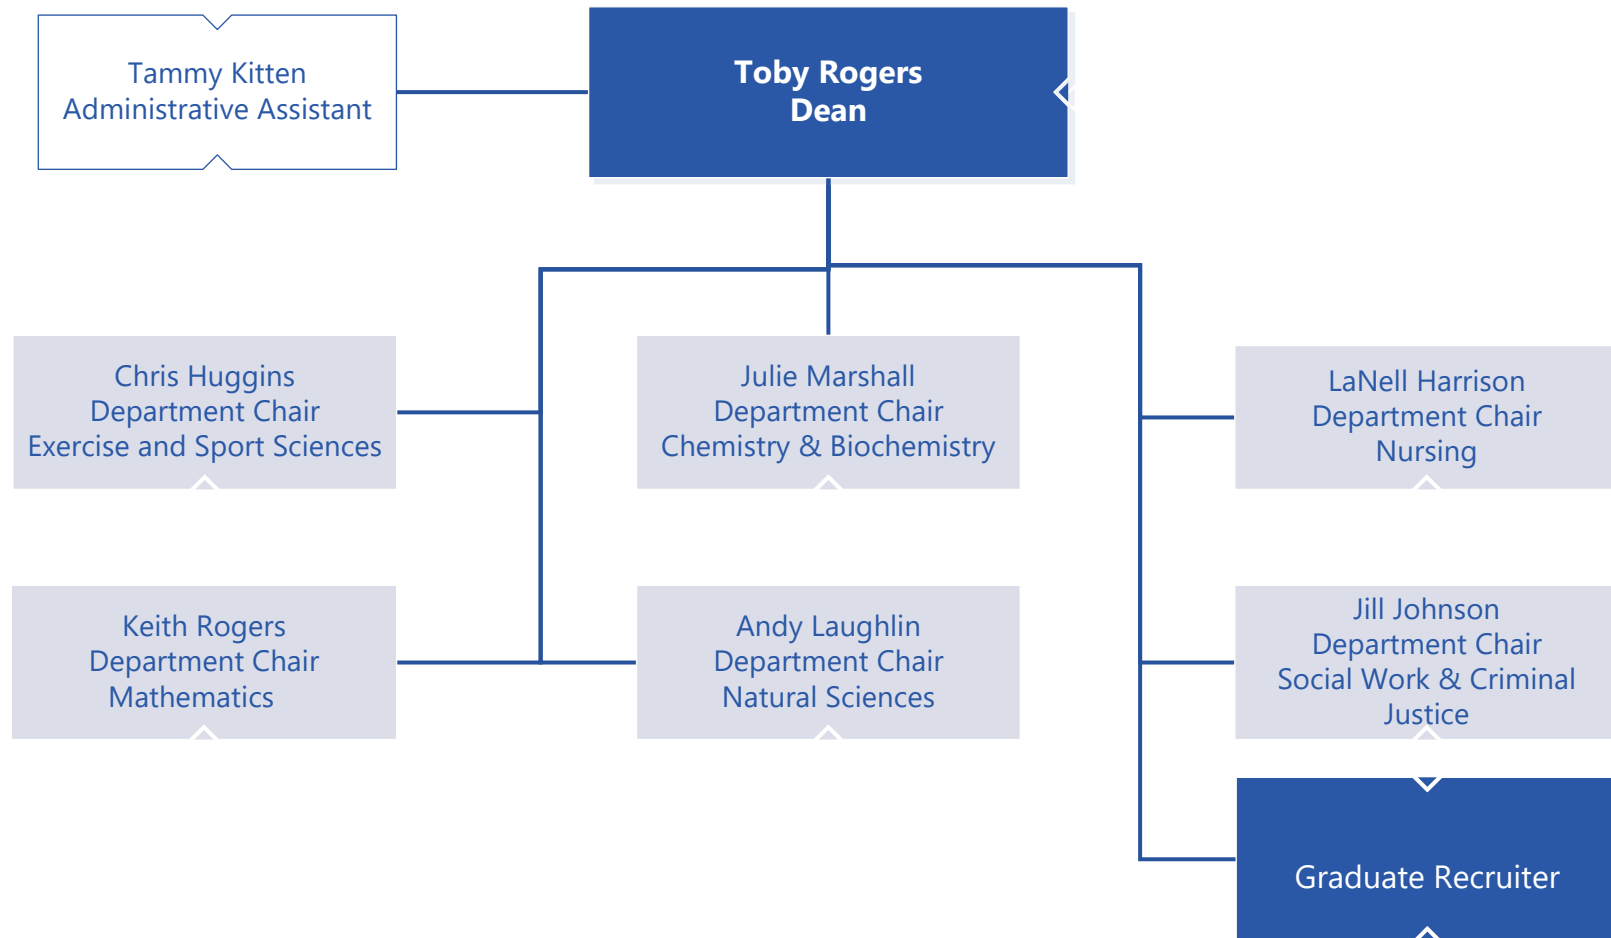 Tammy Kitten
Administrative Assistant
Toby Rogers
Dean
Chris Huggins
Department Chair
Exercise and Sport Sciences
Julie Marshall
Department Chair
Chemistry & Biochemistry
LaNell Harrison
Department Chair
Nursing
Keith Rogers
Department Chair
Mathematics
Andy Laughlin
Department Chair
Natural Sciences
Jill Johnson
Department Chair
Social Work & Criminal
Justice
Graduate Recruiter